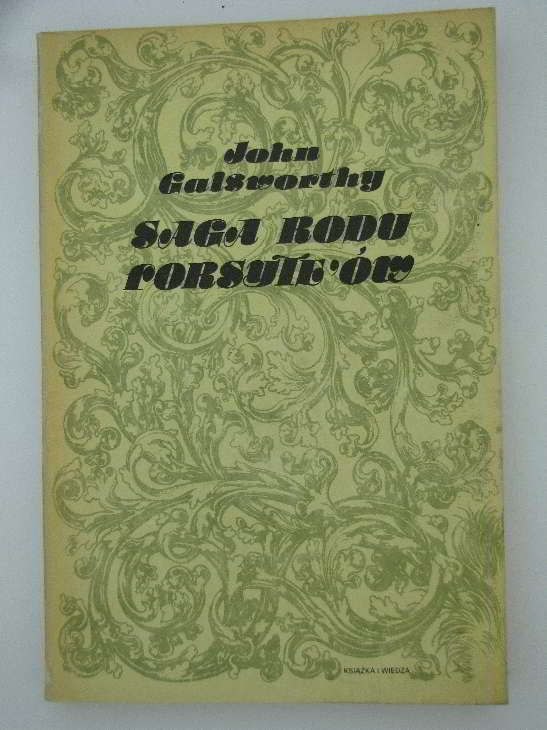 John
Galsworthy
SAGA RODU
FORSYTE'ÓW
KSIĄŻKA I WIEDZA